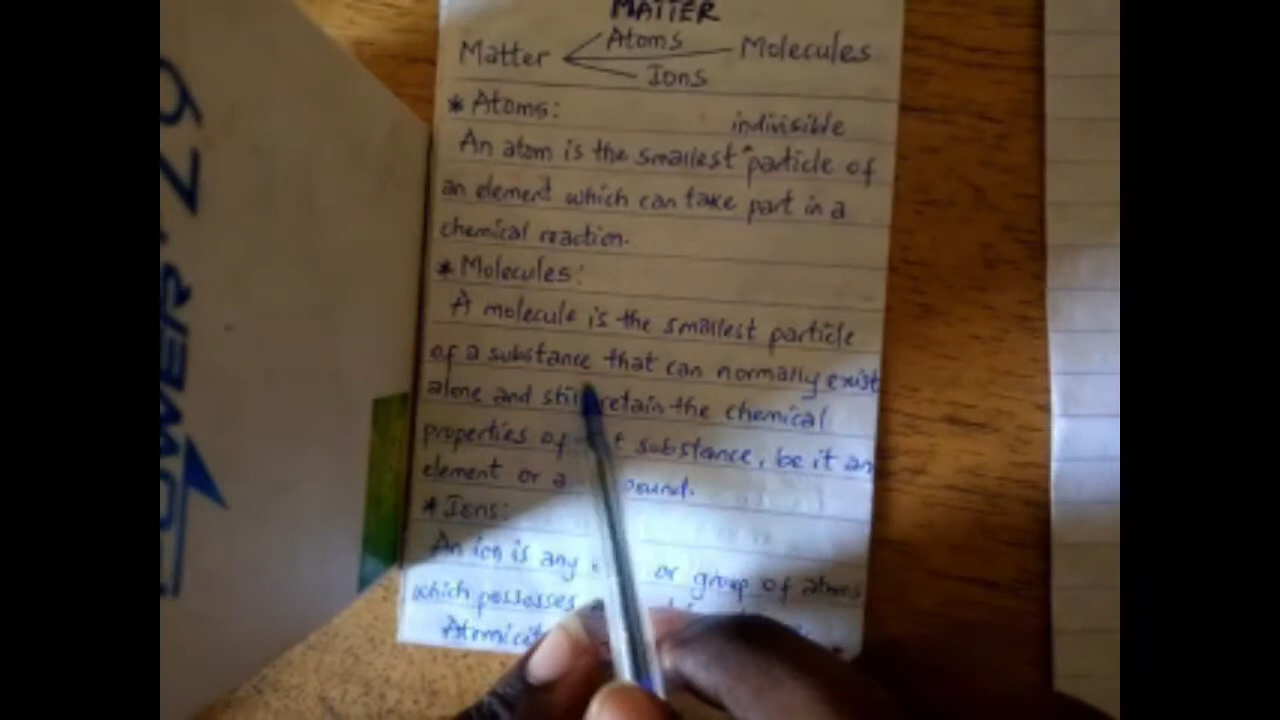 MATTER
Matter Atoms Molecules
Ions
* Atoms:
indivisible
An atom is the smallest ^ particle of
an element which can take part in a
chemical reaction.
* Molecules:
A molecule is the smallest particle
of a substance that can normally exist
alone and still retain the chemical
properties of substance, be it an
element or a
* Ions:
An ion is any or group of atoms
which possesses